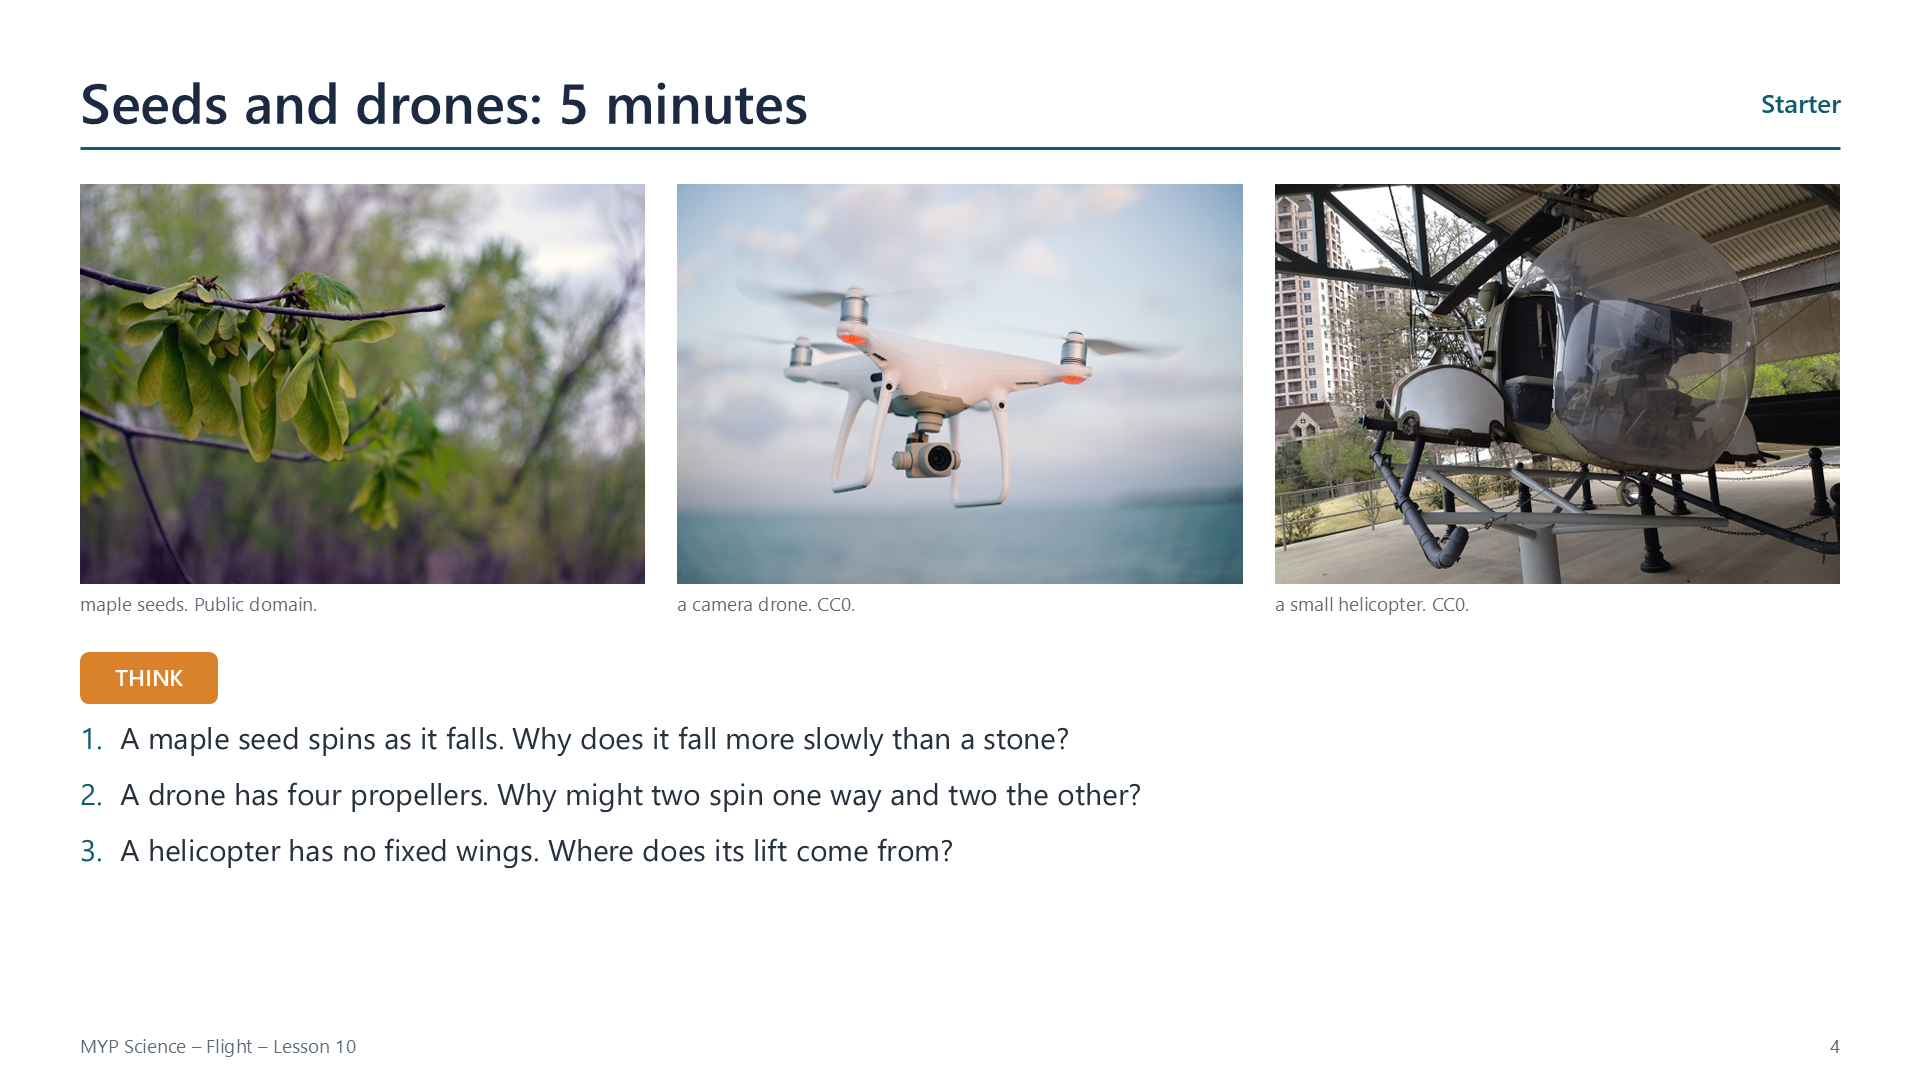 Seeds and drones: 5 minutes
Starter
maple seeds. Public domain.
a camera drone. CC0.
a small helicopter. CC0.
THINK
1. A maple seed spins as it falls. Why does it fall more slowly than a stone?
2. A drone has four propellers. Why might two spin one way and two the other?
3. A helicopter has no fixed wings. Where does its lift come from?
MYP Science – Flight – Lesson 10
4